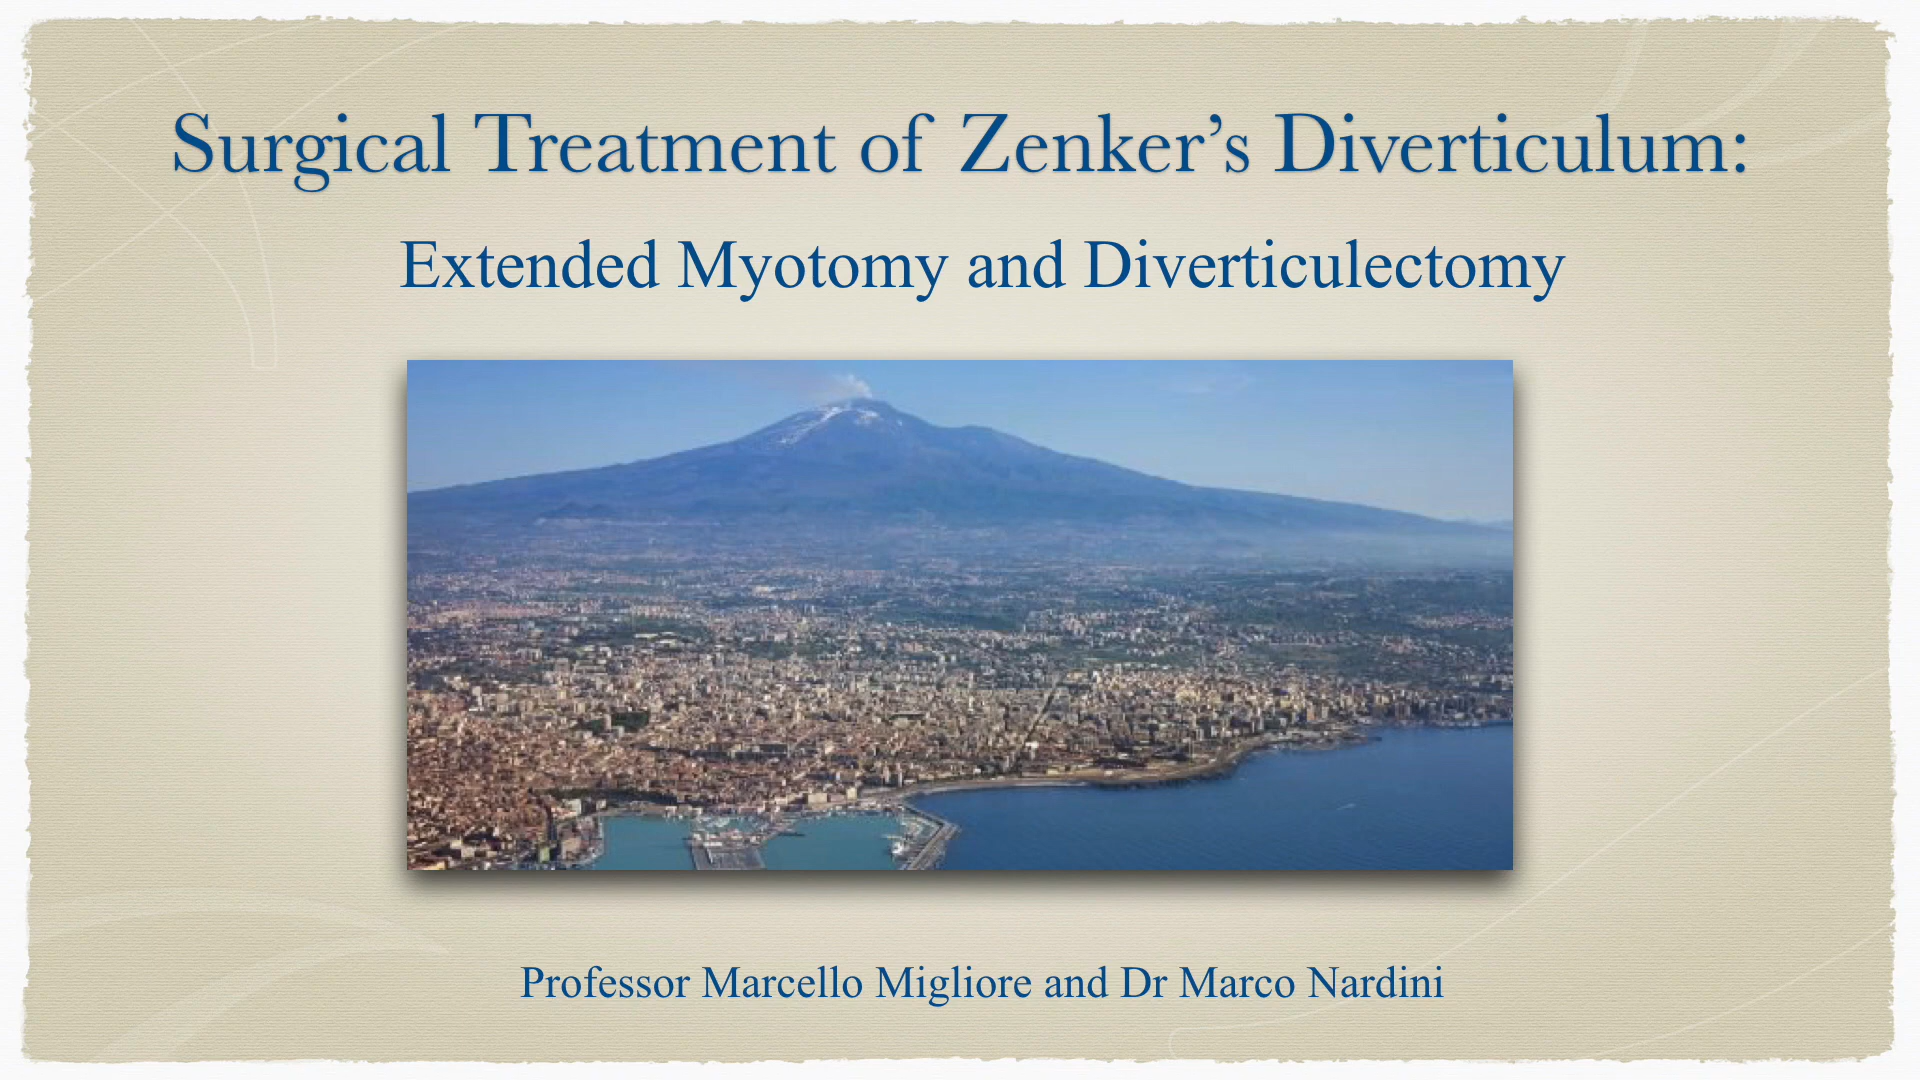 Surgical Treatment of Zenker’s Diverticulum:
Extended Myotomy and Diverticulectomy
Professor Marcello Migliore and Dr Marco Nardini